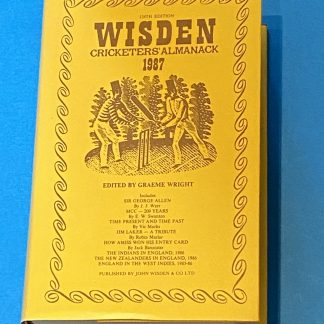 124TH EDITION
WISDEN
CRICKETERS' ALMANACK
1987
EDITED BY GRAEME WRIGHT
Includes
SIR GEORGE ALLEN
By J. J. Warr
MCC — 200 YEARS
By E. W. Swanton
TIME PRESENT AND TIME PAST
By Vic Marks
JIM LAKER — A TRIBUTE
By Robin Marlar
HOW AMISS WON HIS ENTRY CARD
By Jack Bannister
THE INDIANS IN ENGLAND, 1986
THE NEW ZEALANDERS IN ENGLAND, 1986
ENGLAND IN THE WEST INDIES, 1985-86
PUBLISHED BY JOHN WISDEN & CO LTD